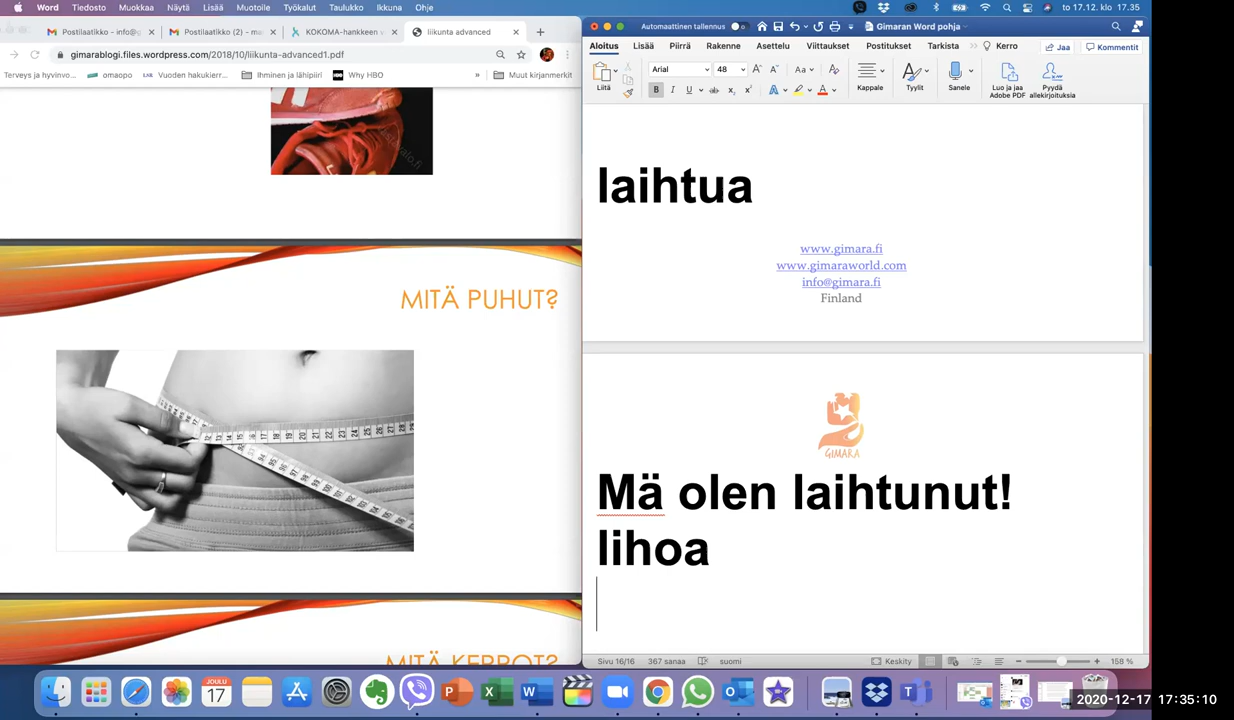 Word Tiedosto Muokkaa Näytä Lisää Muotoile Työkalut Taulukko Ikkuna Ohje
to 17.12. klo 17.35
Postilaatikko - info@g
Postilaatikko (2) - mai
KOKOMA-hankkeen v
liikunta advanced
gimarablogi.files.wordpress.com/2018/10/liikunta-advanced1.pdf
Terveys ja hyvinvo...
omaopo
Vuoden hakukierr...
Ihminen ja lähipiiri
Why HBO
»
Muut kirjanmerkit
MITÄ PUHUT?
MITÄ KERROT?
Automaattinen tallennus
Gimaran Word pohja
Aloitus Lisää Piirrä Rakenne Asettelu Viittaukset Postitukset Tarkista » Kerro
Jaa
Kommentit
Liitä
Arial
48
Kappale
Tyylit
Sanele
Luo ja jaa
Adobe PDF
Pyydä
allekirjoituksia
laihtua
www.gimara.fi
www.gimaraworld.com
info@gimara.fi
Finland
GIMARA
Mä olen laihtunut!
lihoa
Sivu 16/16 367 sanaa suomi
Keskity
158 %
JOULU
17
2020-12-17 17:35:10